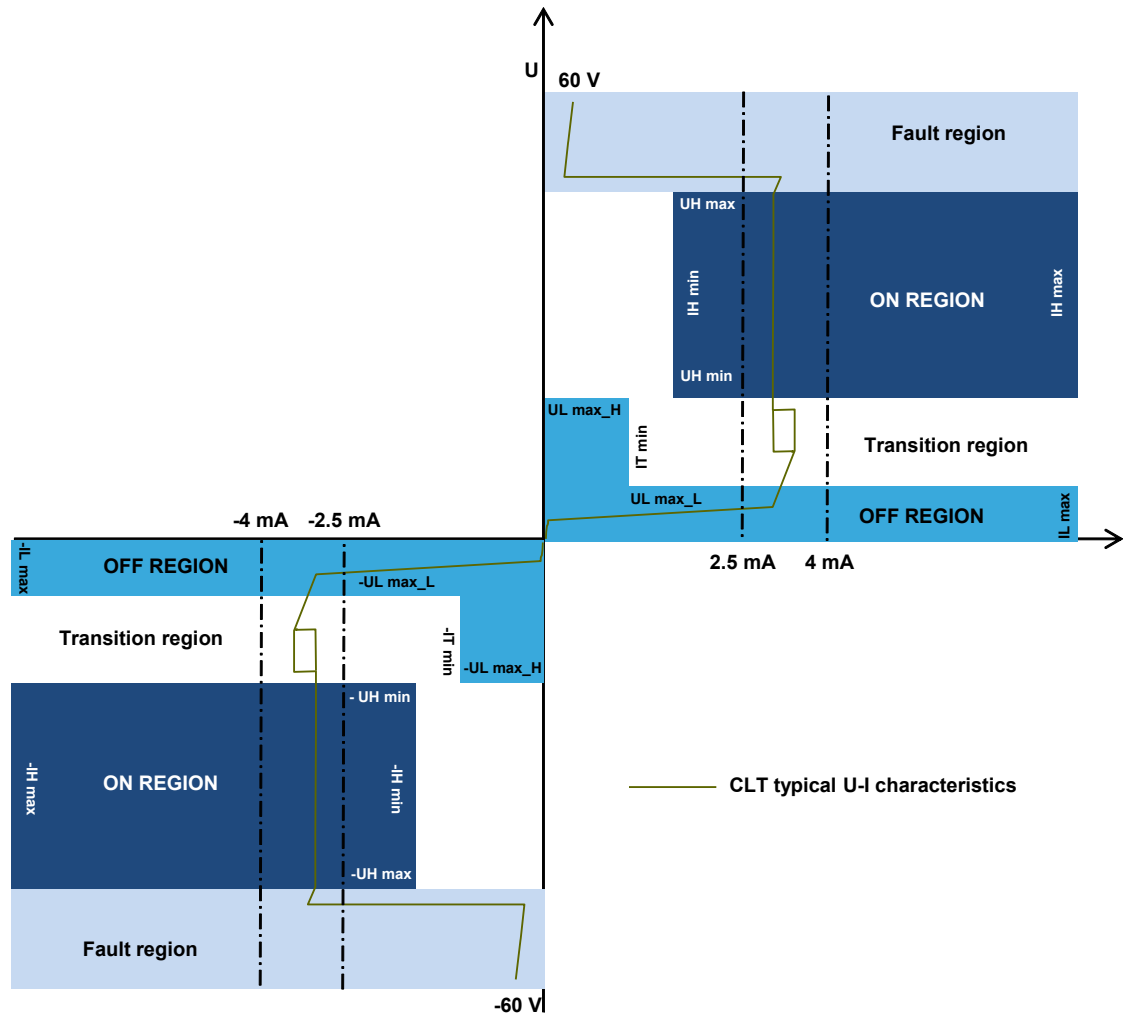 U
60 V
Fault region
UH max
IH min
ON REGION
IH max
UH min
UL max_H
IT min
Transition region
UL max_L
OFF REGION
IL max
-4 mA
-2.5 mA
2.5 mA
4 mA
-IL max
OFF REGION
-UL max_L
Transition region
-IT min
-UL max_H
- UH min
-IH max
ON REGION
-IH min
CLT typical U-I characteristics
-UH max
Fault region
-60 V